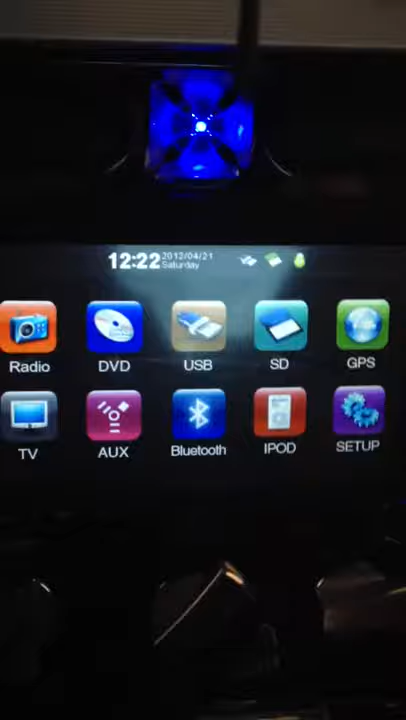 12:22 2012/04/21
Saturday
Radio DVD USB SD GPS
TV AUX Bluetooth IPOD SETUP